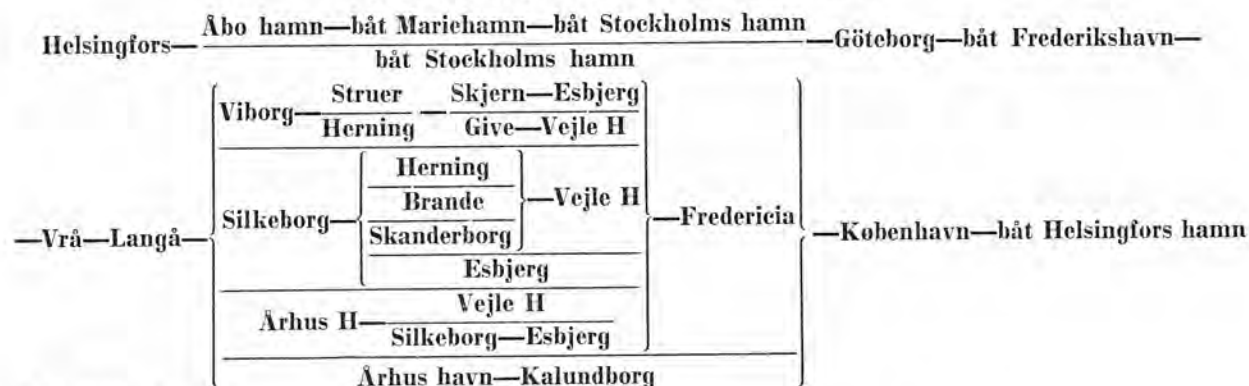 Åbo hamn—båt Mariehamn—båt Stockholms hamn
Helsingfors— —Göteborg—båt Frederikshavn—
båt Stockholms hamn
Struer Skjern—Esbjerg
Viborg— —
Herning Give—Vejle H
Herning
Brande
Silkeborg— —Vejle H
Skanderborg
Esbjerg
—Vrå—Langå— —Fredericia —København—båt Helsingfors hamn
Vejle H
Århus H—
Silkeborg—Esbjerg
Århus havn—Kalundborg